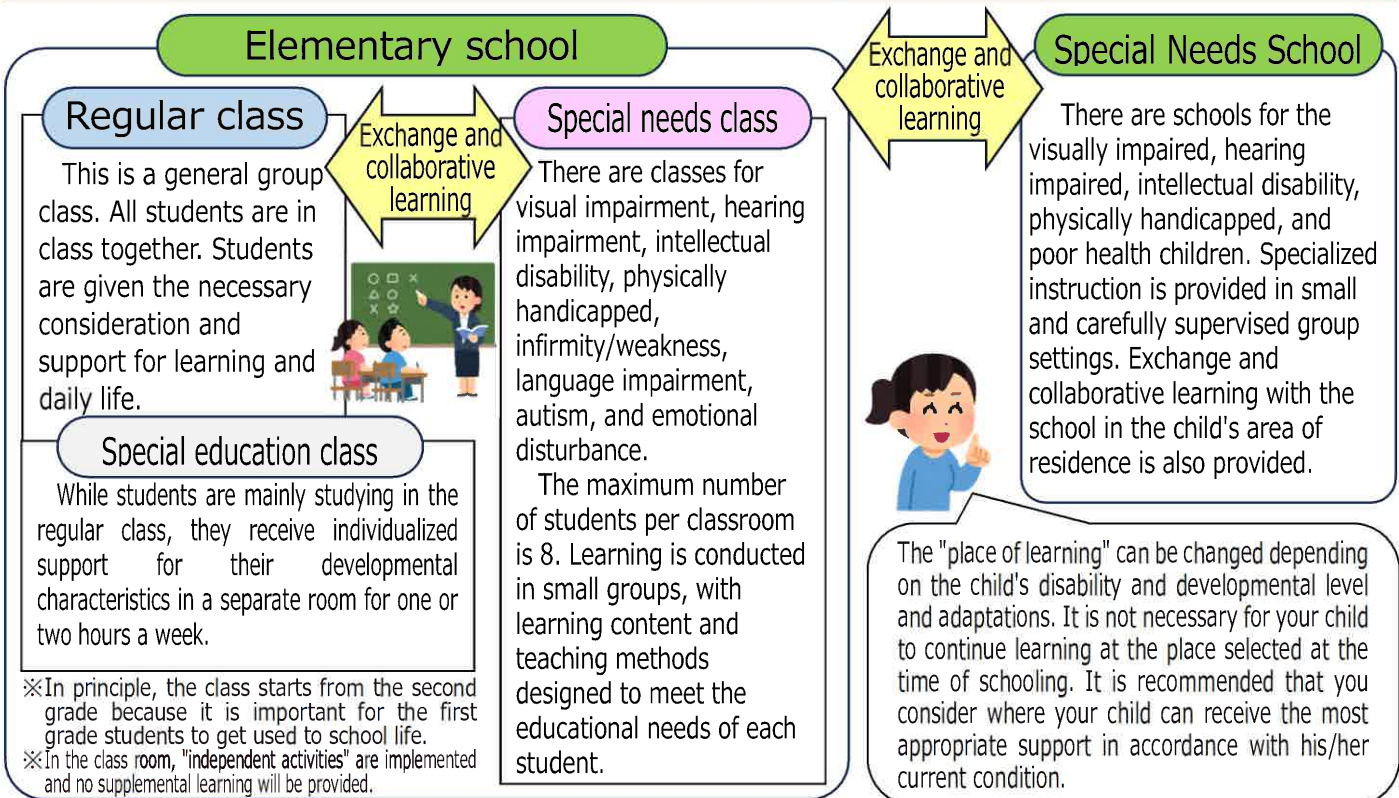 Elementary school
Regular class
This is a general group
class. All students are in
class together. Students
are given the necessary
consideration and
support for learning and
daily life.
Exchange and
collaborative
learning
Special education class
While students are mainly studying in the
regular class, they receive individualized
support for their developmental
characteristics in a separate room for one or
two hours a week.
※In principle, the class starts from the second
grade because it is important for the first
grade students to get used to school life.
※In the class room, "independent activities" are implemented
and no supplemental learning will be provided.
Special needs class
There are classes for
visual impairment, hearing
impairment, intellectual
disability, physically
handicapped,
infirmity/weakness,
language impairment,
autism, and emotional
disturbance.
The maximum number
of students per classroom
is 8. Learning is conducted
in small groups, with
learning content and
teaching methods
designed to meet the
educational needs of each
student.
Exchange and
collaborative
learning
Special Needs School
There are schools for the
visually impaired, hearing
impaired, intellectual disability,
physically handicapped, and
poor health children. Specialized
instruction is provided in small
and carefully supervised group
settings. Exchange and
collaborative learning with the
school in the child's area of
residence is also provided.
The "place of learning" can be changed depending
on the child's disability and developmental level
and adaptations. It is not necessary for your child
to continue learning at the place selected at the
time of schooling. It is recommended that you
consider where your child can receive the most
appropriate support in accordance with his/her
current condition.